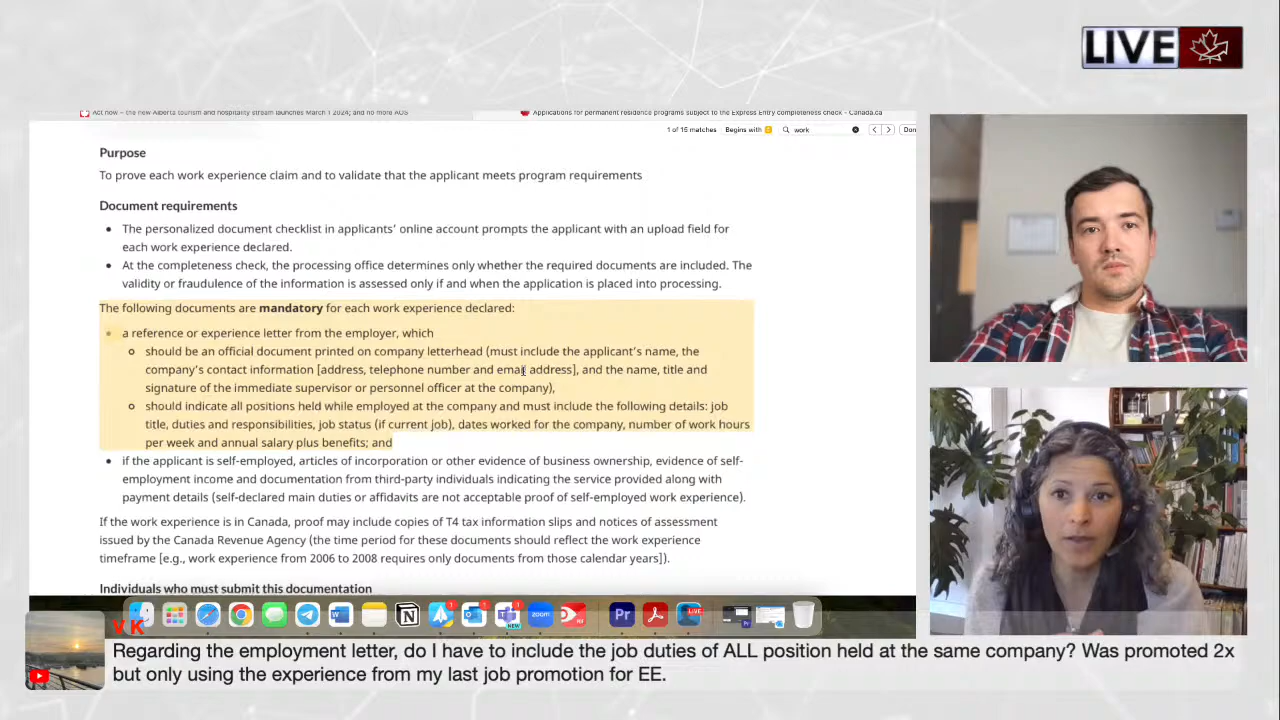 LIVE
Act now – the new Alberta tourism and hospitality stream launches March 1 2024; and no more AOS
Applications for permanent residence programs subject to the Express Entry completeness check - Canada.ca
1 of 15 matches Begins with work Don
Purpose
To prove each work experience claim and to validate that the applicant meets program requirements
Document requirements
• The personalized document checklist in applicants' online account prompts the applicant with an upload field for
each work experience declared.
• At the completeness check, the processing office determines only whether the required documents are included. The
validity or fraudulence of the information is assessed only if and when the application is placed into processing.
The following documents are mandatory for each work experience declared:
• a reference or experience letter from the employer, which
should be an official document printed on company letterhead (must include the applicant's name, the
company's contact information [address, telephone number and email address], and the name, title and
signature of the immediate supervisor or personnel officer at the company),
should indicate all positions held while employed at the company and must include the following details: job
title, duties and responsibilities, job status (if current job), dates worked for the company, number of work hours
per week and annual salary plus benefits; and
• if the applicant is self-employed, articles of incorporation or other evidence of business ownership, evidence of self-
employment income and documentation from third-party individuals indicating the service provided along with
payment details (self-declared main duties or affidavits are not acceptable proof of self-employed work experience).
If the work experience is in Canada, proof may include copies of T4 tax information slips and notices of assessment
issued by the Canada Revenue Agency (the time period for these documents should reflect the work experience
timeframe [e.g., work experience from 2006 to 2008 requires only documents from those calendar years]).
Individuals who must submit this documentation
zoom
Pr
LIVE
NEW
V K
Regarding the employment letter, do I have to include the job duties of ALL position held at the same company? Was promoted 2x
but only using the experience from my last job promotion for EE.